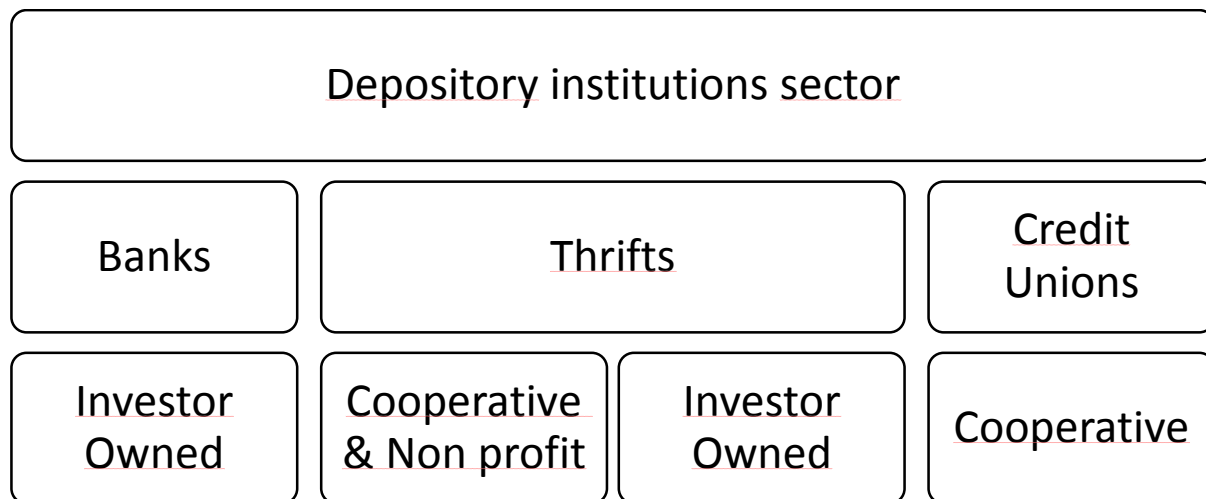 Depository institutions sector
Banks
Thrifts
Credit
Unions
Investor
Owned
Cooperative
& Non profit
Investor
Owned
Cooperative